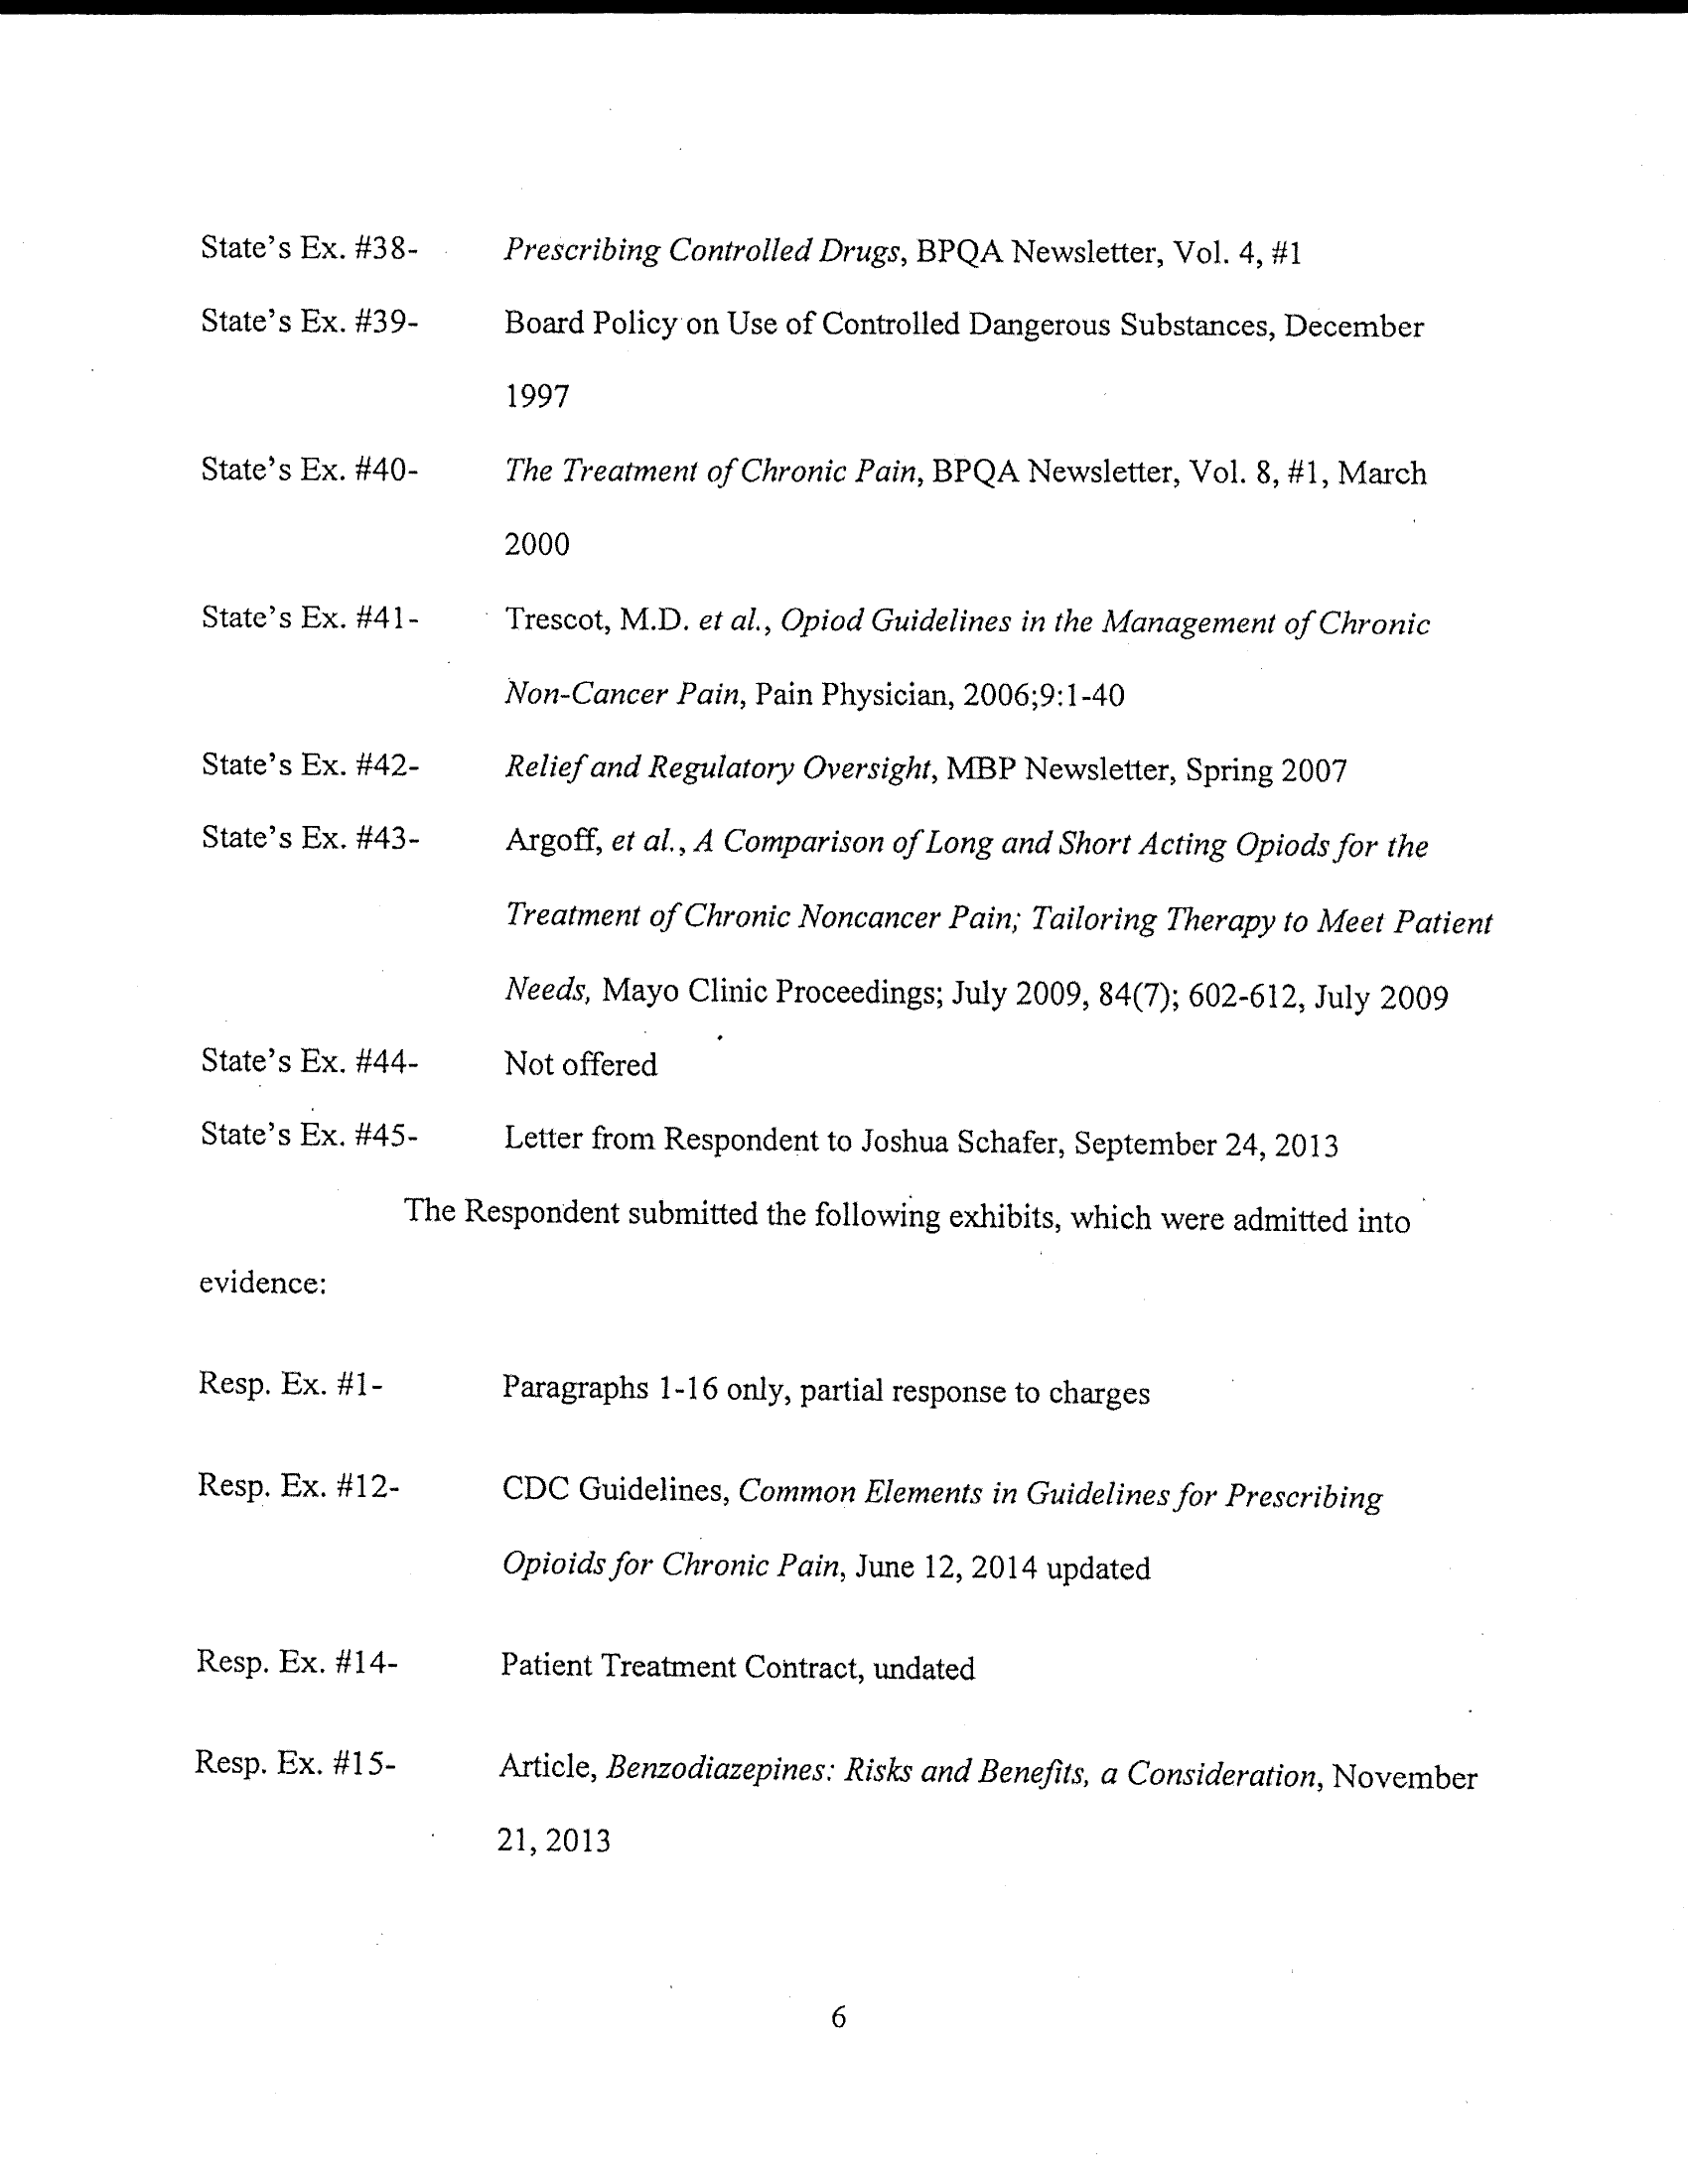 State's Ex. #38- Prescribing Controlled Drugs, BPQA Newsletter, Vol. 4, #1
State's Ex. #39- Board Policy on Use of Controlled Dangerous Substances, December
1997
State's Ex. #40- The Treatment of Chronic Pain, BPQA Newsletter, Vol. 8, #1, March
2000
State's Ex. #41- Trescot, M.D. et al., Opiod Guidelines in the Management of Chronic
Non-Cancer Pain, Pain Physician, 2006;9:1-40
State's Ex. #42- Relief and Regulatory Oversight, MBP Newsletter, Spring 2007
State's Ex. #43- Argoff, et al., A Comparison of Long and Short Acting Opiods for the
Treatment of Chronic Noncancer Pain; Tailoring Therapy to Meet Patient
Needs, Mayo Clinic Proceedings; July 2009, 84(7); 602-612, July 2009
State's Ex. #44- Not offered
State's Ex. #45- Letter from Respondent to Joshua Schafer, September 24, 2013
The Respondent submitted the following exhibits, which were admitted into
evidence:
Resp. Ex. #1- Paragraphs 1-16 only, partial response to charges
Resp. Ex. #12- CDC Guidelines, Common Elements in Guidelines for Prescribing
Opioids for Chronic Pain, June 12, 2014 updated
Resp. Ex. #14- Patient Treatment Contract, undated
Resp. Ex. #15- Article, Benzodiazepines: Risks and Benefits, a Consideration, November
21, 2013
6